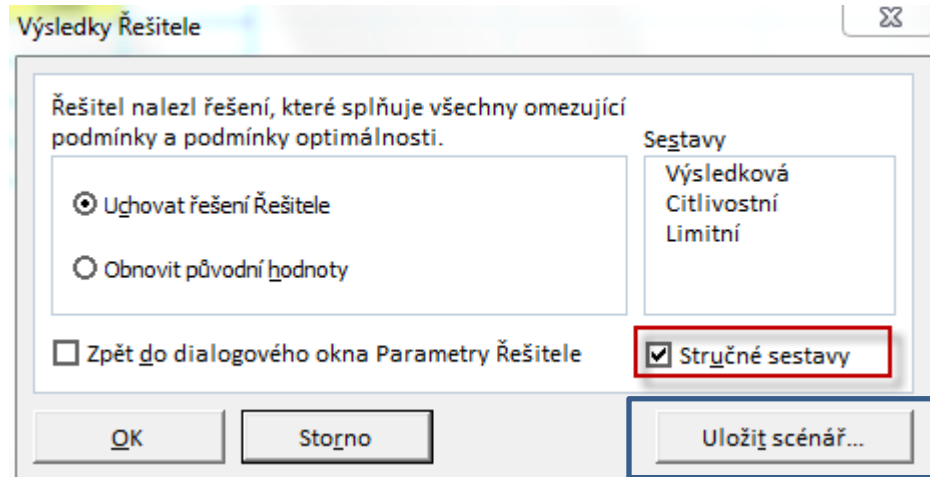 Výsledky Řešitele
Řešitel nalezl řešení, které splňuje všechny omezující
podmínky a podmínky optimálnosti.
Sestavy
Výsledková
Citlivostní
Limitní
Uchovat řešení Řešitele
Obnovit původní hodnoty
Zpět do dialogového okna Parametry Řešitele
Stručné sestavy
OK
Storno
Uložit scénář...